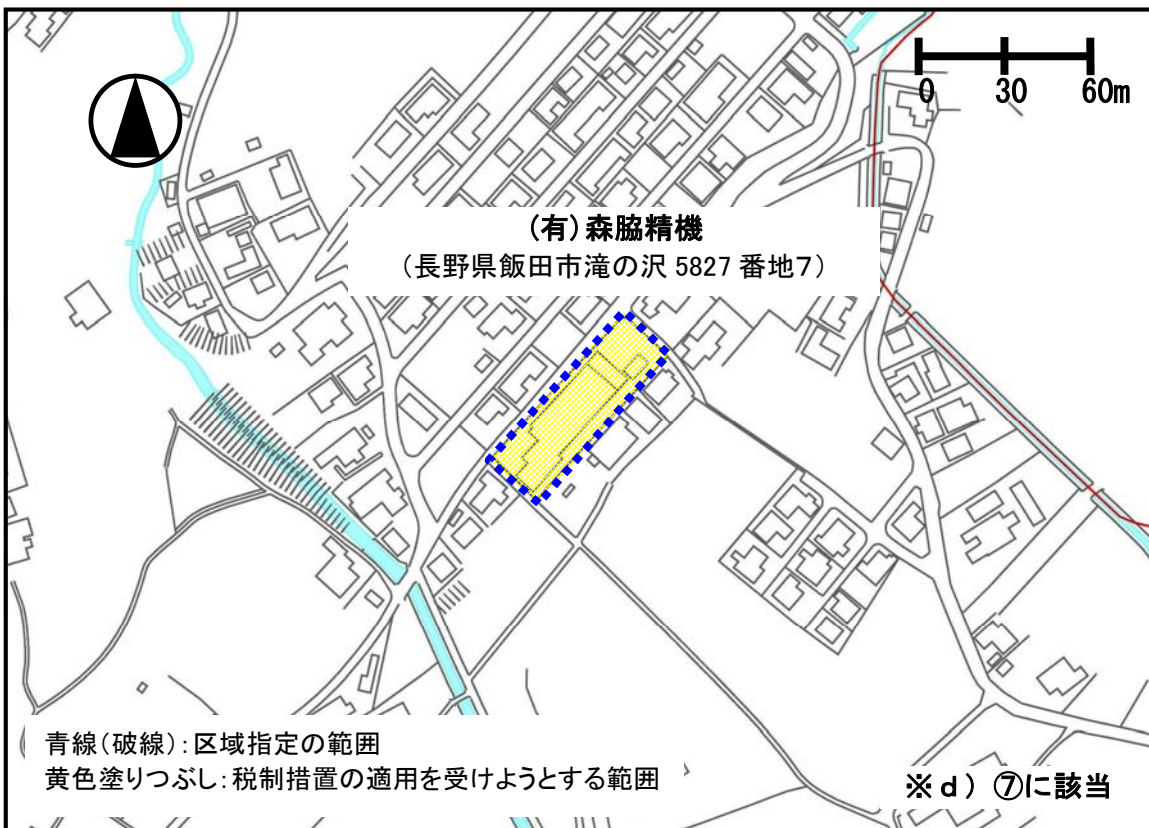 0 30 60m
(有)森脇精機
(長野県飯田市滝の沢 5827 番地7)
青線(破線):区域指定の範囲
黄色塗りつぶし:税制措置の適用を受けようとする範囲
※d)⑦に該当